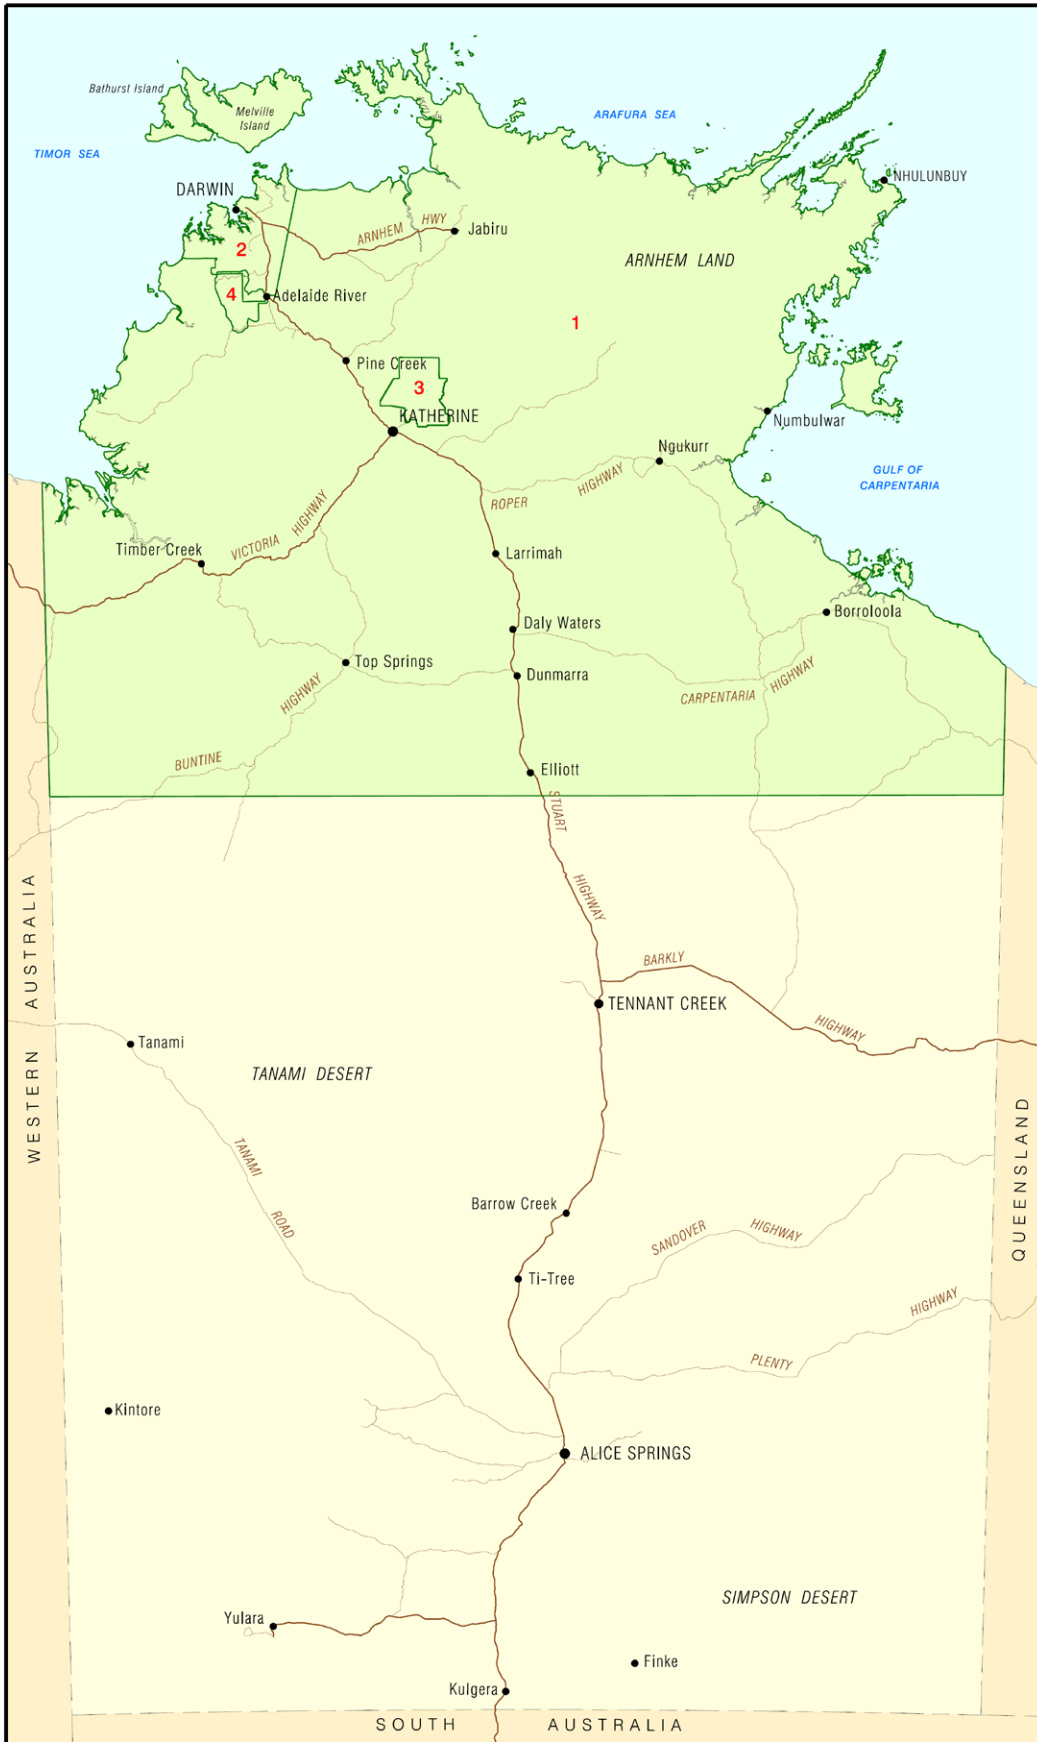 Bathurst Island
Melville
Island
ARAFURA SEA
TIMOR SEA
DARWIN
NHULUNBUY
ARNHEM HWY
Jabiru
2
ARNHEM LAND
4
Adelaide River
1
Pine Creek
3
KATHERINE
Numbulwar
Ngukurr
GULF OF
CARPENTARIA
ROPER HIGHWAY
VICTORIA HIGHWAY
Timber Creek
Larrimah
Borroloola
Daly Waters
Top Springs
Dunmarra
CARPENTARIA HIGHWAY
BUNTINE HIGHWAY
Elliott
STUART HIGHWAY
WESTERN AUSTRALIA
BARKLY HIGHWAY
TENNANT CREEK
Tanami
TANAMI DESERT
TANAMI ROAD
QUEENSLAND
Barrow Creek
SANDOVER HIGHWAY
Ti-Tree
PLENTY HIGHWAY
Kintore
ALICE SPRINGS
SIMPSON DESERT
Yulara
Finke
Kulgera
SOUTH AUSTRALIA